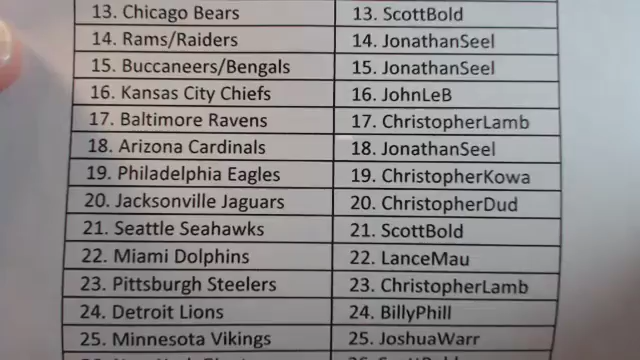 13. Chicago Bears 13. ScottBold
14. Rams/Raiders 14. JonathanSeel
15. Buccaneers/Bengals 15. JonathanSeel
16. Kansas City Chiefs 16. JohnLeB
17. Baltimore Ravens 17. ChristopherLamb
18. Arizona Cardinals 18. JonathanSeel
19. Philadelphia Eagles 19. ChristopherKowa
20. Jacksonville Jaguars 20. ChristopherDud
21. Seattle Seahawks 21. ScottBold
22. Miami Dolphins 22. LanceMau
23. Pittsburgh Steelers 23. ChristopherLamb
24. Detroit Lions 24. BillyPhill
25. Minnesota Vikings 25. JoshuaWarr